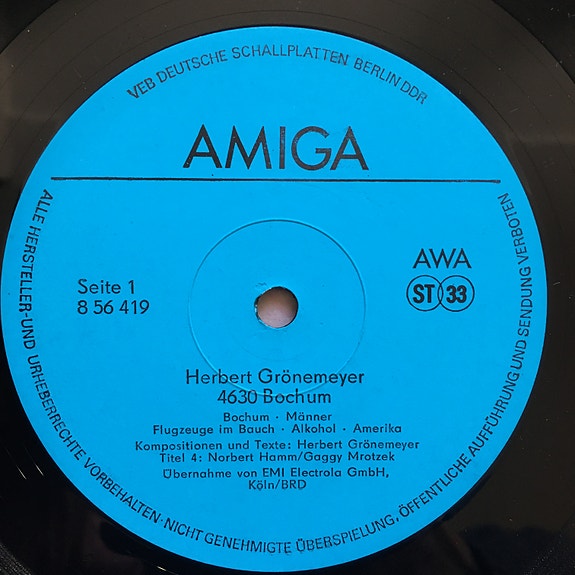 VEB DEUTSCHE SCHALLPLATTEN BERLIN DDR
AMIGA
AWA
ST 33
Seite 1
8 56 419
Herbert Grönemeyer
4630 Bochum
Bochum · Männer
Flugzeuge im Bauch · Alkohol · Amerika
Kompositionen und Texte: Herbert Grönemeyer
Titel 4: Norbert Hamm/Gaggy Mrotzek
Übernahme von EMI Electrola GmbH,
Köln/BRD
ALLE HERSTELLER-UND URHEBERRECHTE VORBEHALTEN·NICHT GENEHMIGTE ÜBERSPIELUNG, ÖFFENTLICHE AUFFÜHRUNG UND SENDUNG VERBOTEN